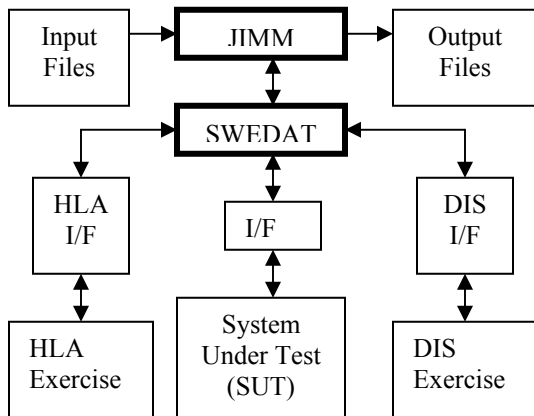 Input
Files
JIMM
Output
Files
SWEDAT
HLA
I/F
I/F
DIS
I/F
HLA
Exercise
System
Under Test
(SUT)
DIS
Exercise